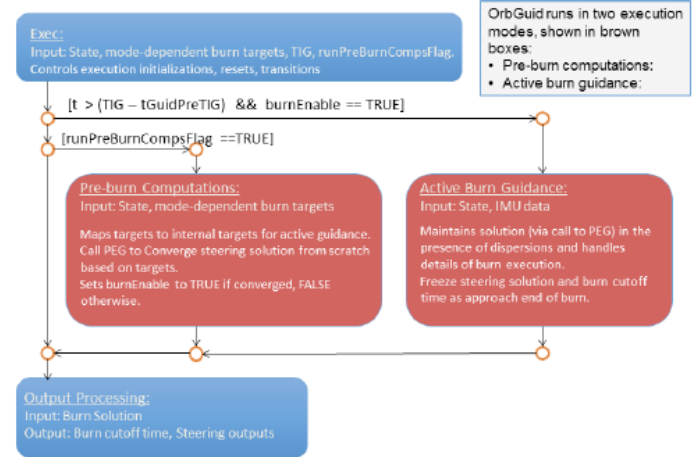 Exec:
Input: State, mode-dependent burn targets, TIG, runPreBurnCompsFlag.
Controls execution initializations, resets, transitions
OrbGuid runs in two execution
modes, shown in brown
boxes:
• Pre-burn computations:
• Active burn guidance:
[t > (TIG – tGuidPreTIG) && burnEnable == TRUE]
[runPreBurnCompsFlag ==TRUE]
Pre-burn Computations:
Input: State, mode-dependent burn targets
Maps targets to internal targets for active guidance.
Call PEG to Converge steering solution from scratch
based on targets.
Sets burnEnable to TRUE if converged, FALSE
otherwise.
Active Burn Guidance:
Input: State, IMU data
Maintains solution (via call to PEG) in the
presence of dispersions and handles
details of burn execution.
Freeze steering solution and burn cutoff
time as approach end of burn.
Output Processing:
Input: Burn Solution
Output: Burn cutoff time, Steering outputs